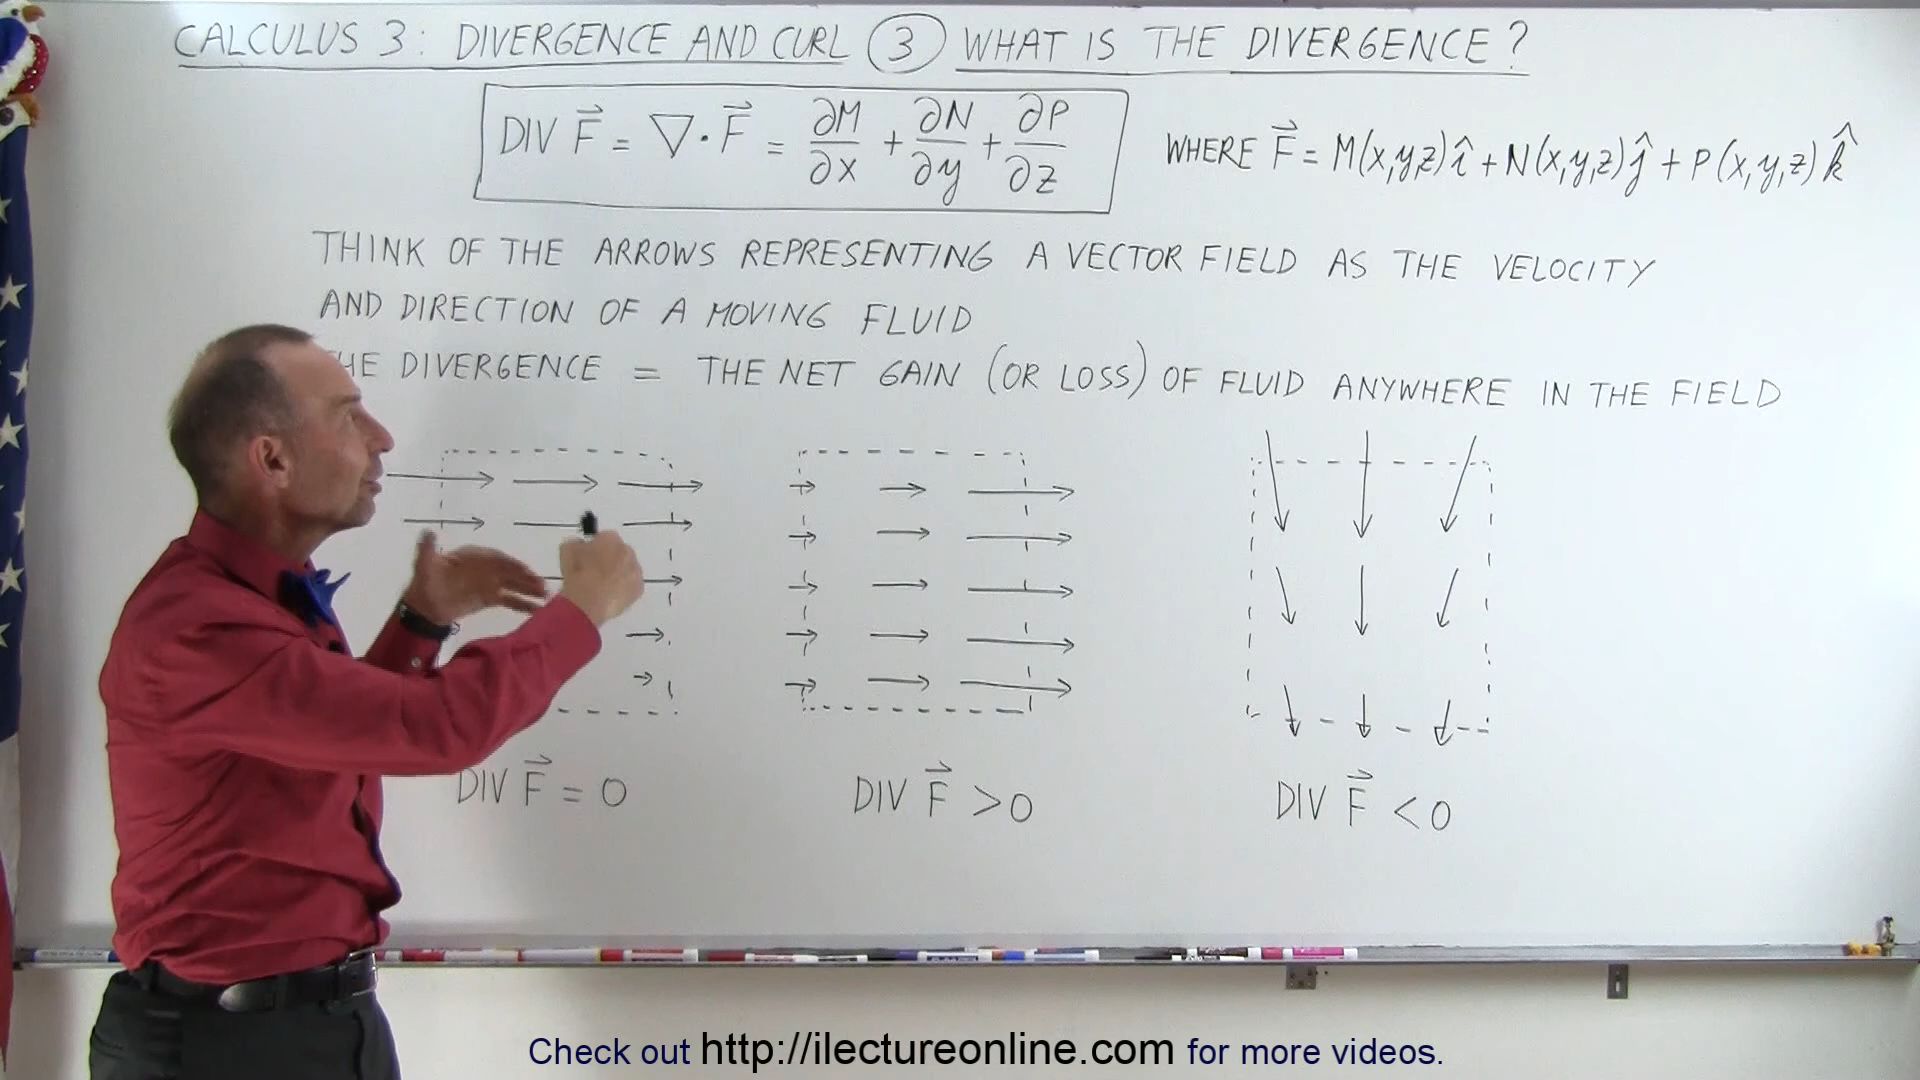 CALCULUS 3: DIVERGENCE AND CURL ③ WHAT IS THE DIVERGENCE?
DIV F⃗ = ∇·F⃗ = ∂M/∂x + ∂N/∂y + ∂P/∂z WHERE F⃗ = M(x,y,z)î + N(x,y,z)ĵ + P(x,y,z)k̂
THINK OF THE ARROWS REPRESENTING A VECTOR FIELD AS THE VELOCITY
AND DIRECTION OF A MOVING FLUID
HE DIVERGENCE = THE NET GAIN (OR LOSS) OF FLUID ANYWHERE IN THE FIELD
DIV F⃗ = 0 DIV F⃗ > 0 DIV F⃗ < 0
Check out http://ilectureonline.com for more videos.